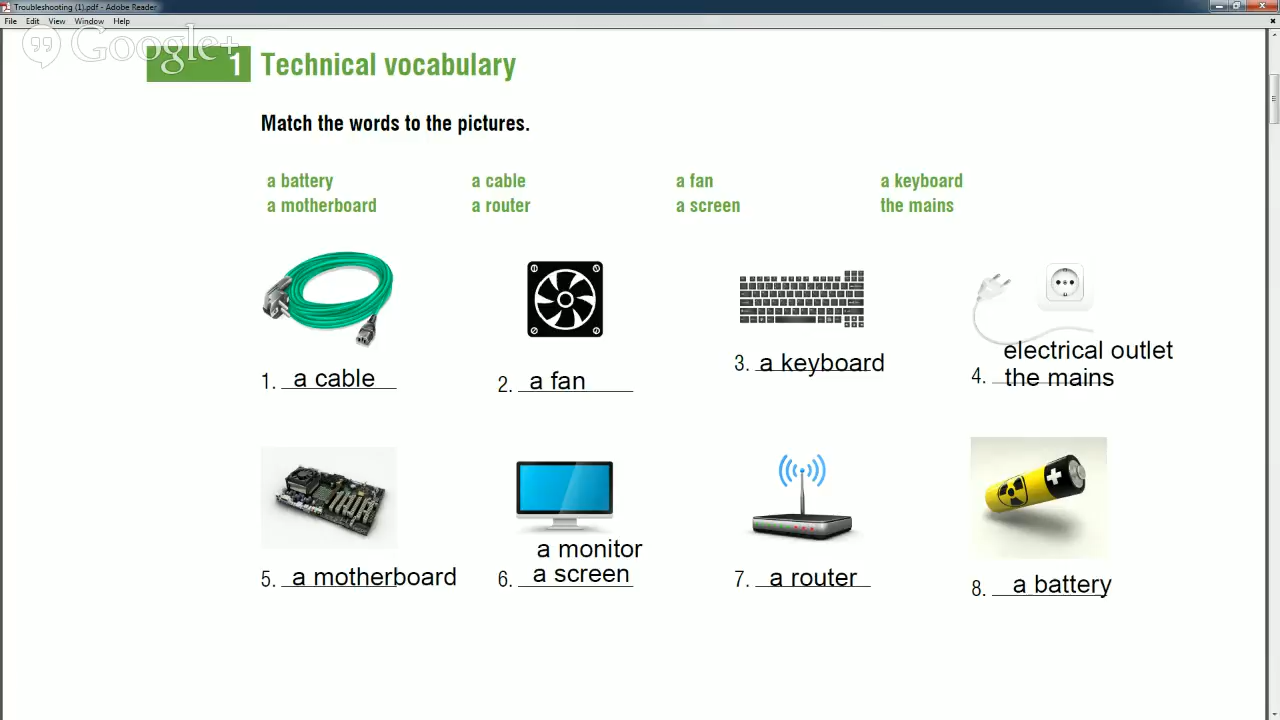 Troubleshooting (1).pdf - Adobe Reader
File Edit View Window Help
Google+
1 Technical vocabulary
Match the words to the pictures.
a battery a cable a fan a keyboard
a motherboard a router a screen the mains
electrical outlet
1. a cable 2. a fan 3. a keyboard 4. the mains
a monitor
5. a motherboard 6. a screen 7. a router 8. a battery